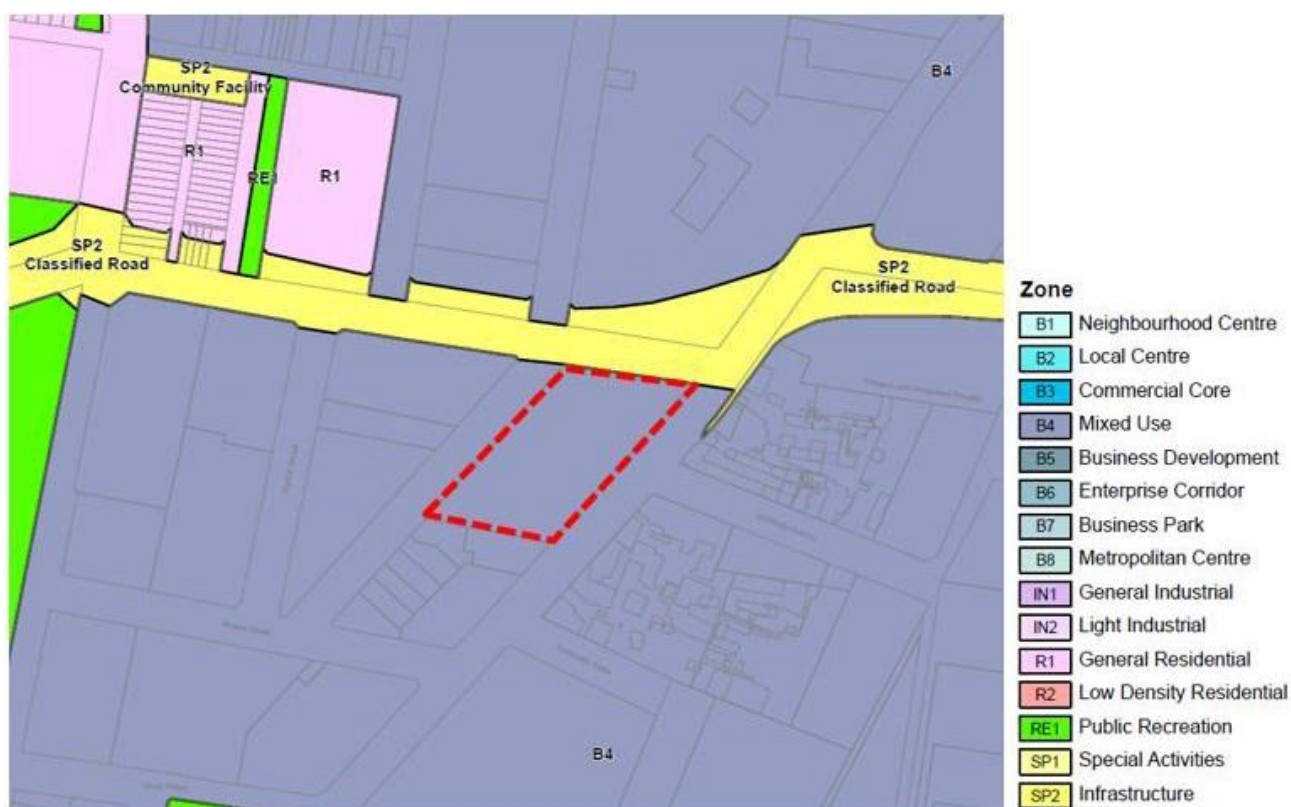 SP2
Community Facility
B4
R1
RE1
R1
SP2
Classified Road
SP2
Classified Road
B4
Zone
B1 Neighbourhood Centre
B2 Local Centre
B3 Commercial Core
B4 Mixed Use
B5 Business Development
B6 Enterprise Corridor
B7 Business Park
B8 Metropolitan Centre
IN1 General Industrial
IN2 Light Industrial
R1 General Residential
R2 Low Density Residential
RE1 Public Recreation
SP1 Special Activities
SP2 Infrastructure